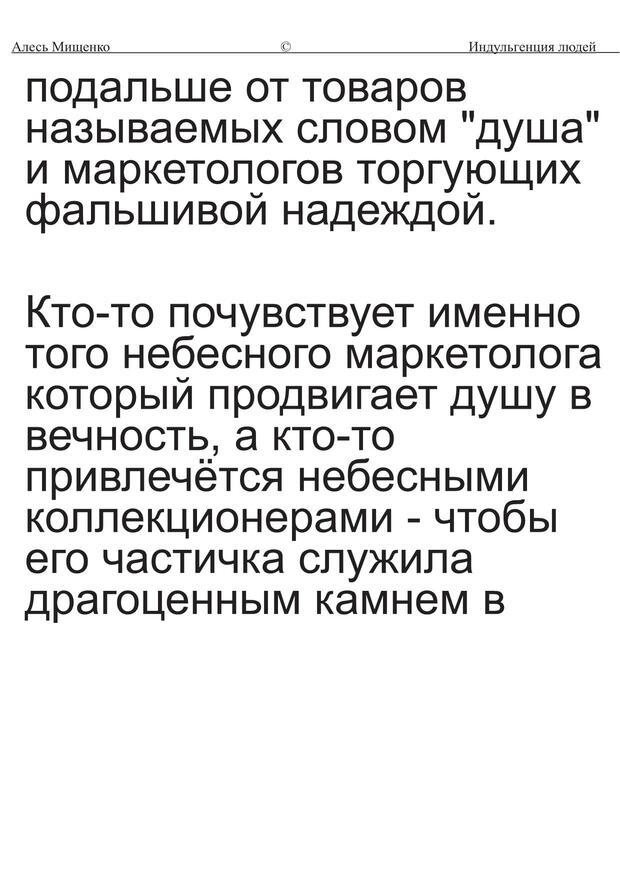 Алесь Мищенко © Индульгенция людей
подальше от товаров
называемых словом "душа"
и маркетологов торгующих
фальшивой надеждой.
Кто-то почувствует именно
того небесного маркетолога
который продвигает душу в
вечность, а кто-то
привлечётся небесными
коллекционерами - чтобы
его частичка служила
драгоценным камнем в